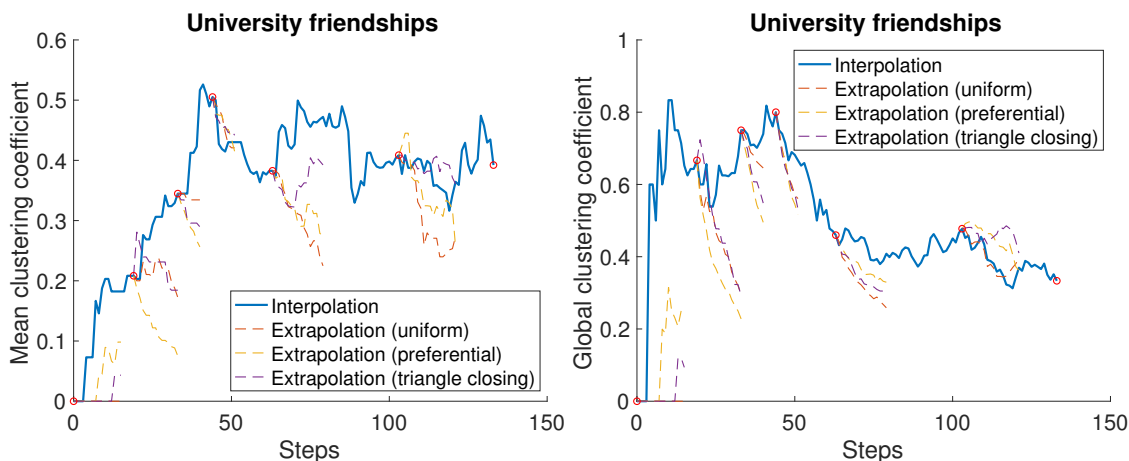 University friendships
Mean clustering coefficient
0.6
0.5
0.4
0.3
0.2
0.1
0
Interpolation
Extrapolation (uniform)
Extrapolation (preferential)
Extrapolation (triangle closing)
0 50 100 150
Steps
University friendships
Global clustering coefficient
1
0.8
0.6
0.4
0.2
0
Interpolation
Extrapolation (uniform)
Extrapolation (preferential)
Extrapolation (triangle closing)
0 50 100 150
Steps